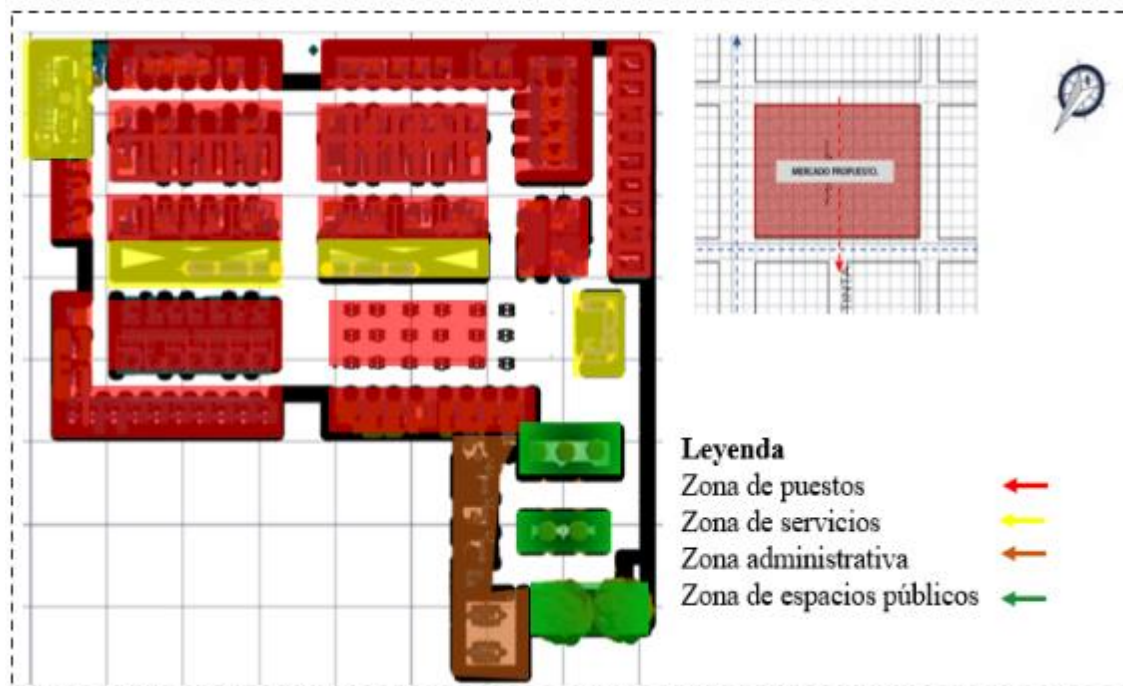 MERCADO PROPUESTO.
Leyenda
Zona de puestos
Zona de servicios
Zona administrativa
Zona de espacios públicos